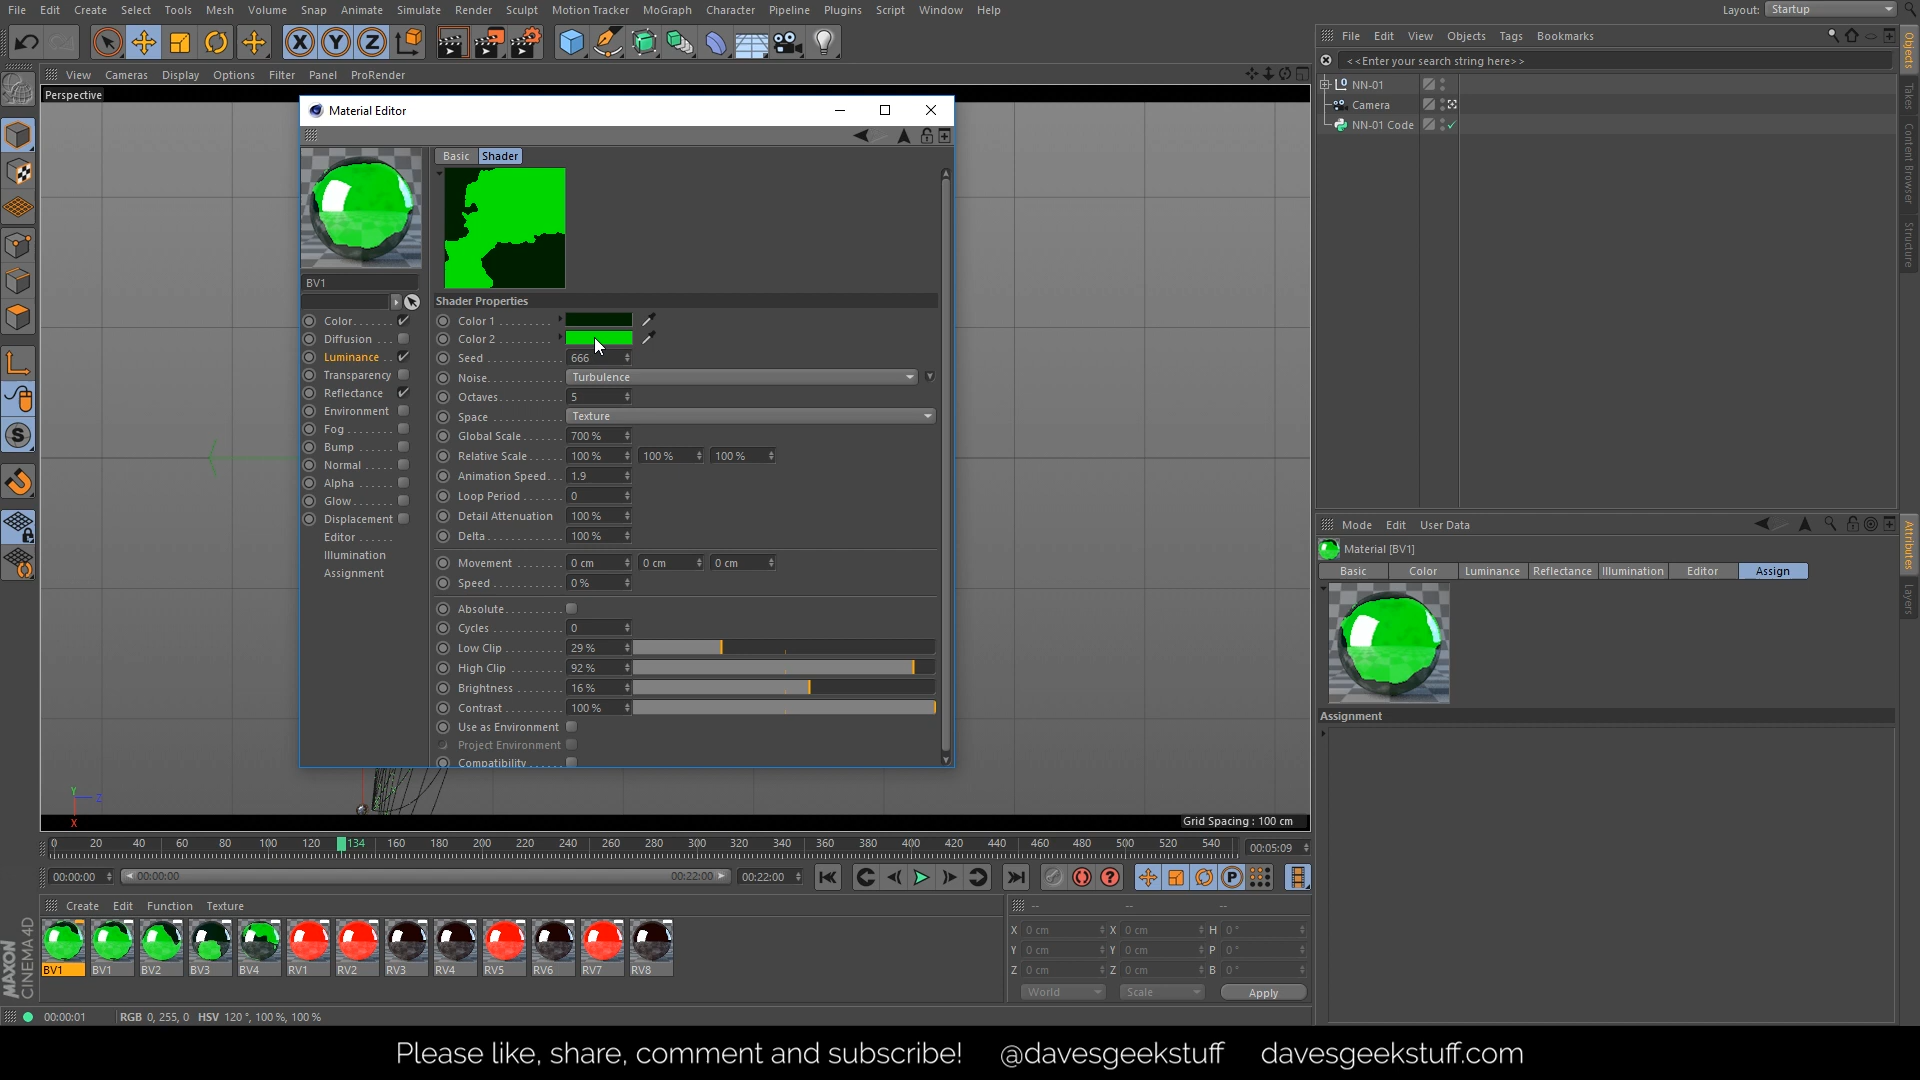 File Edit Create Select Tools Mesh Volume Snap Animate Simulate Render Sculpt Motion Tracker MoGraph Character Pipeline Plugins Script Window Help Layout: Startup
File Edit View Objects Tags Bookmarks
<<Enter your search string here>>
NN-01
Camera
NN-01 Code
Objects
Takes
Content Browser
Structure
View Cameras Display Options Filter Panel ProRender
Perspective
Material Editor
Basic Shader
BV1
Color
Diffusion
Luminance
Transparency
Reflectance
Environment
Fog
Bump
Normal
Alpha
Glow
Displacement
Editor
Illumination
Assignment
Shader Properties
Color 1
Color 2
Seed 666
Noise Turbulence
Octaves 5
Space Texture
Global Scale 700 %
Relative Scale 100 % 100 % 100 %
Animation Speed 1.9
Loop Period 0
Detail Attenuation 100 %
Delta 100 %
Movement 0 cm 0 cm 0 cm
Speed 0 %
Absolute
Cycles 0
Low Clip 29 %
High Clip 92 %
Brightness 16 %
Contrast 100 %
Use as Environment
Project Environment
Compatibility
Y
Z
X
Grid Spacing : 100 cm
Mode Edit User Data
Material [BV1]
Basic Color Luminance Reflectance Illumination Editor Assign
Assignment
Attributes
Layers
0 20 40 60 80 100 120 134 160 180 200 220 240 260 280 300 320 340 360 380 400 420 440 460 480 500 520 540 00:05:09
00:00:00 00:00:00 00:22:00 00:22:00
Create Edit Function Texture
BV1 BV1 BV2 BV3 BV4 RV1 RV2 RV3 RV4 RV5 RV6 RV7 RV8
-- -- --
X 0 cm X 0 cm H 0 °
Y 0 cm Y 0 cm P 0 °
Z 0 cm Z 0 cm B 0 °
World Scale Apply
MAXON
CINEMA 4D
00:00:01 RGB 0, 255, 0 HSV 120 °, 100 %, 100 %
Please like, share, comment and subscribe! @davesgeekstuff davesgeekstuff.com